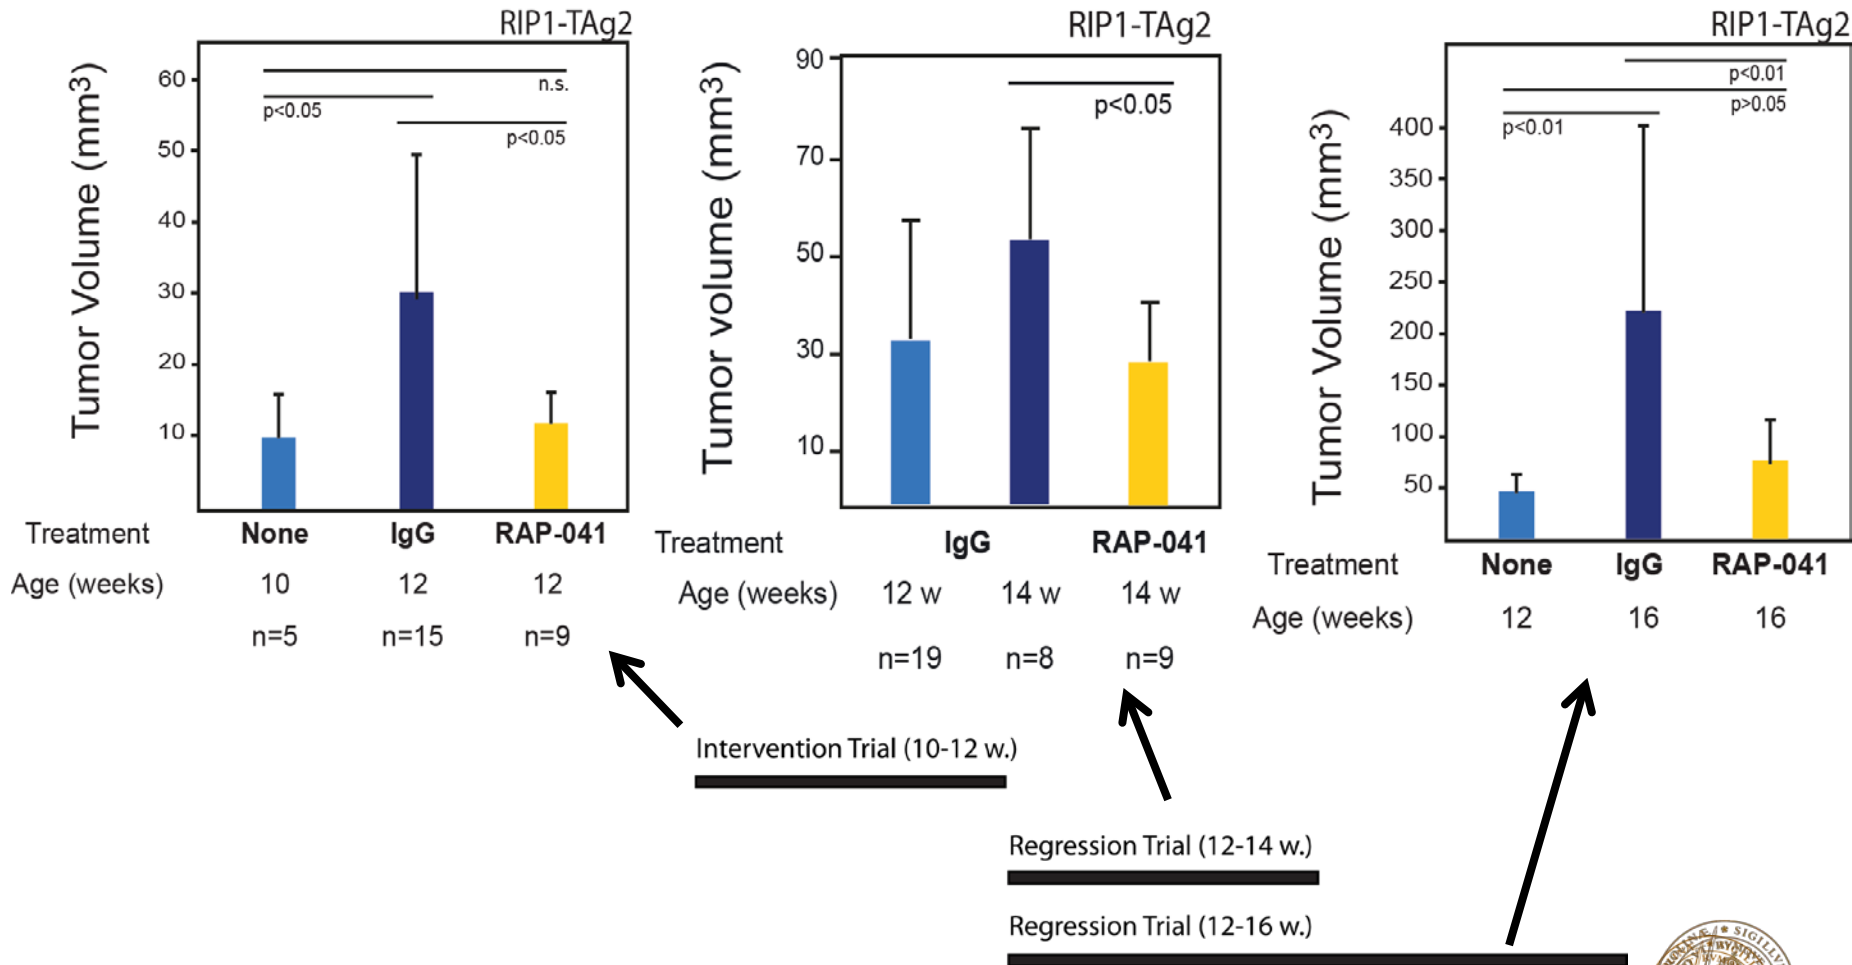 RIP1-TAg2
Tumor Volume (mm3)
60
50
40
30
20
10
n.s.
p<0.05
p<0.05
Treatment None IgG RAP-041
Age (weeks) 10 12 12
n=5 n=15 n=9
RIP1-TAg2
Tumor volume (mm3)
90
70
50
30
10
p<0.05
Treatment IgG RAP-041
Age (weeks) 12 w 14 w 14 w
n=19 n=8 n=9
RIP1-TAg2
Tumor Volume (mm3)
400
350
300
250
200
150
100
50
p<0.01
p>0.05
p<0.01
Treatment None IgG RAP-041
Age (weeks) 12 16 16
Intervention Trial (10-12 w.)
Regression Trial (12-14 w.)
Regression Trial (12-16 w.)